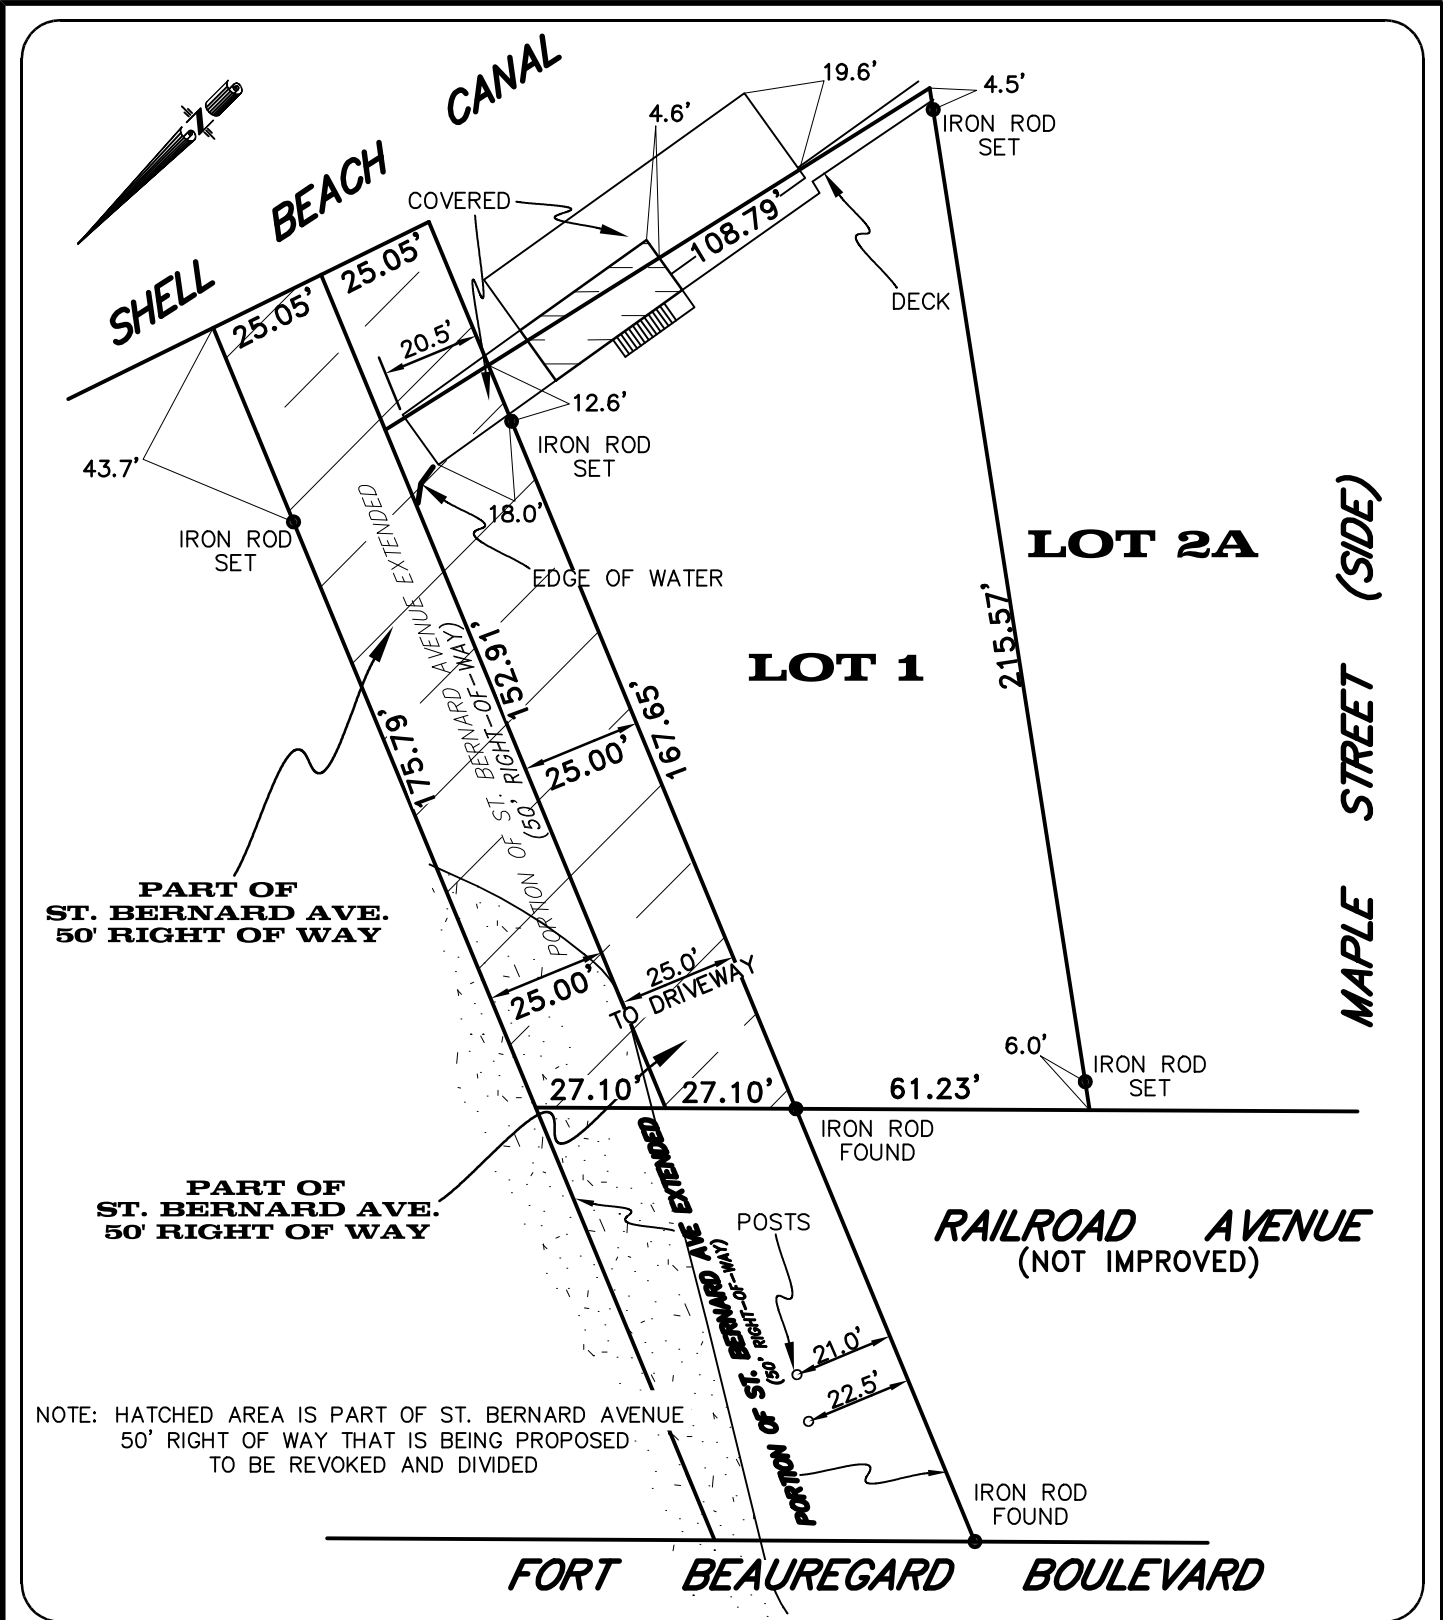 SHELL BEACH CANAL
19.6'
4.5'
4.6'
IRON ROD
SET
COVERED
108.79'
DECK
25.05'
25.05'
20.5'
12.6'
IRON ROD
SET
43.7'
18.0'
IRON ROD
SET
EDGE OF WATER
LOT 2A
LOT 1
MAPLE STREET (SIDE)
215.57'
PORTION OF ST. BERNARD AVENUE EXTENDED
(50' RIGHT-OF-WAY)
152.91'
167.65'
175.79'
25.00'
PART OF
ST. BERNARD AVE.
50' RIGHT OF WAY
25.00'
25.0'
TO DRIVEWAY
6.0'
IRON ROD
SET
27.10'
27.10'
61.23'
IRON ROD
FOUND
PART OF
ST. BERNARD AVE.
50' RIGHT OF WAY
PORTION OF ST. BERNARD AVE EXTENDED
(50' RIGHT-OF-WAY)
POSTS
RAILROAD AVENUE
(NOT IMPROVED)
21.0'
22.5'
NOTE: HATCHED AREA IS PART OF ST. BERNARD AVENUE
50' RIGHT OF WAY THAT IS BEING PROPOSED
TO BE REVOKED AND DIVIDED
IRON ROD
FOUND
FORT BEAUREGARD BOULEVARD